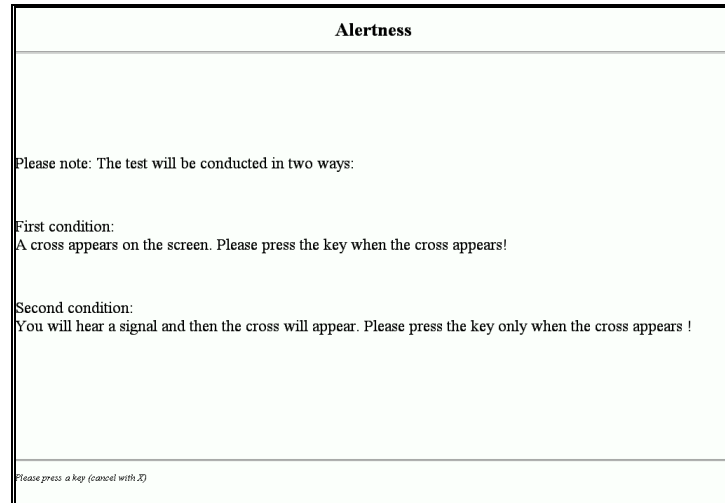 Alertness
Please note: The test will be conducted in two ways:
First condition:
A cross appears on the screen. Please press the key when the cross appears!
Second condition:
You will hear a signal and then the cross will appear. Please press the key only when the cross appears !
Please press a key (cancel with X)